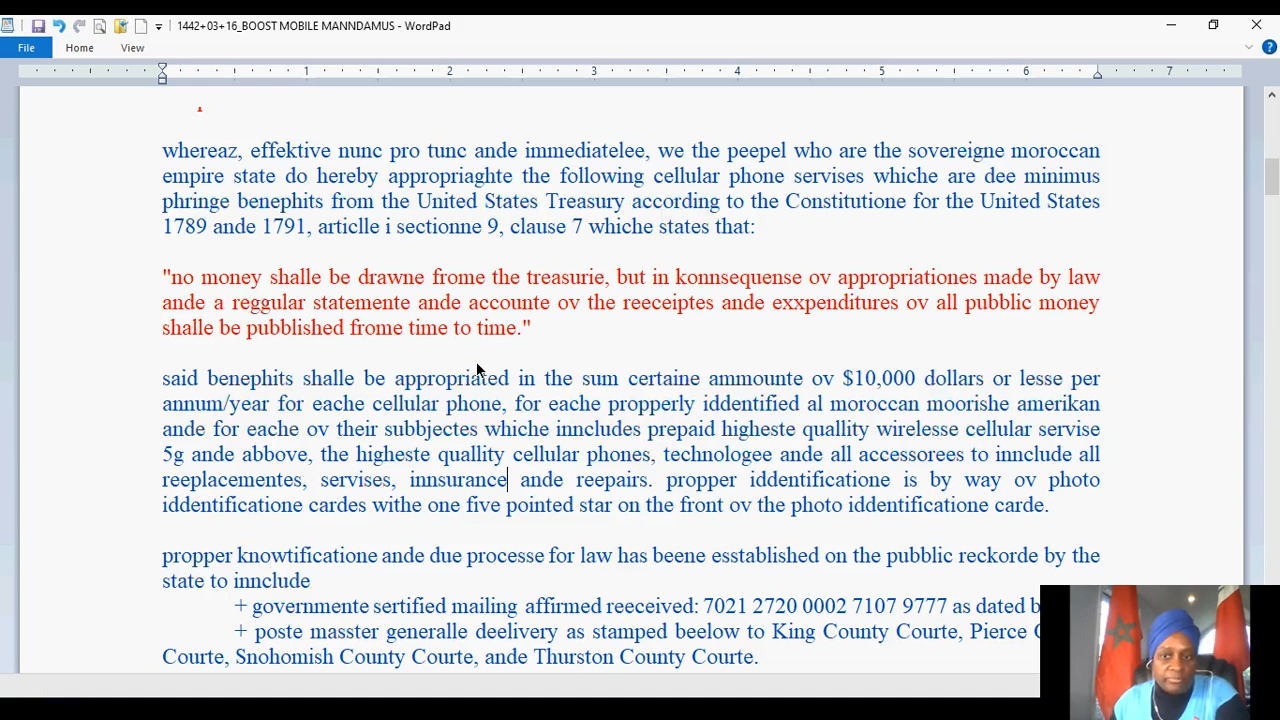 1442+03+16_BOOST MOBILE MANNDAMUS - WordPad
File Home View
1 2 3 4 5 6 7
whereaz, effektive nunc pro tunc ande immediatelee, we the peepel who are the sovereigne moroccan
empire state do hereby appropriaghte the following cellular phone servises whiche are dee minimus
phringe benephits from the United States Treasury according to the Constitutione for the United States
1789 ande 1791, articlle i sectionne 9, clause 7 whiche states that:
"no money shalle be drawne frome the treasurie, but in konnsequense ov appropriationes made by law
ande a reggular statemente ande accounte ov the reeceiptes ande exxpenditures ov all pubblic money
shalle be pubblished frome time to time."
said benephits shalle be appropriated in the sum certaine ammounte ov $10,000 dollars or lesse per
annum/year for eache cellular phone, for eache propperly iddentified al moroccan moorishe amerikan
ande for eache ov their subbjectes whiche inncludes prepaid higheste quallity wirelesse cellular servise
5g ande abbove, the higheste quallity cellular phones, technologee ande all accessorees to innclude all
reeplacementes, servises, innsurance ande reepairs. propper iddentificatione is by way ov photo
iddentificatione cardes withe one five pointed star on the front ov the photo iddentificatione carde.
propper knowtificatione ande due processe for law has beene esstablished on the pubblic reckorde by the
state to innclude
+ governmente sertified mailing affirmed reeceived: 7021 2720 0002 7107 9777 as dated b
+ poste masster generalle deelivery as stamped beelow to King County Courte, Pierce C
Courte, Snohomish County Courte, ande Thurston County Courte.